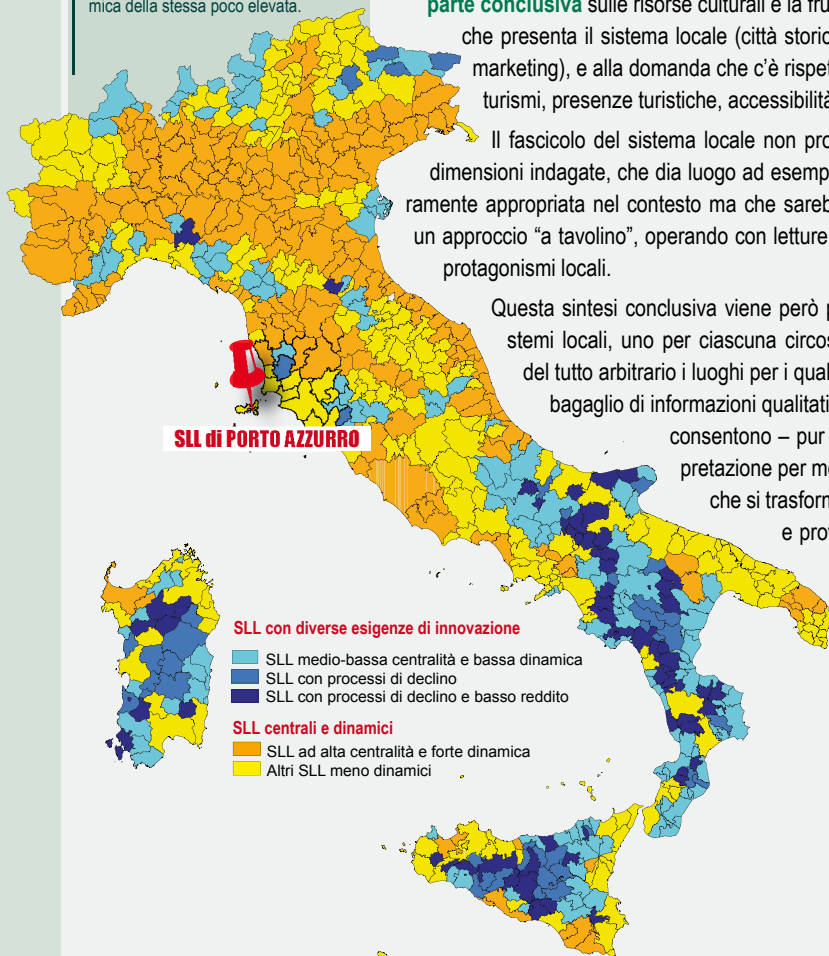 mica della stessa poco elevata.
parte conclusiva sulle risorse culturali e la fru
che presenta il sistema locale (città storic
marketing), e alla domanda che c'è rispet
turismi, presenze turistiche, accessibilità
Il fascicolo del sistema locale non pro
dimensioni indagate, che dia luogo ad esemp
ramente appropriata nel contesto ma che sareb
un approccio “a tavolino”, operando con letture
protagonismi locali.
Questa sintesi conclusiva viene però p
stemi locali, uno per ciascuna circos
del tutto arbitrario i luoghi per i qual
bagaglio di informazioni qualitati
consentono – pur
pretazione per me
che si trasform
e prov
SLL di PORTO AZZURRO
SLL con diverse esigenze di innovazione
SLL medio-bassa centralità e bassa dinamica
SLL con processi di declino
SLL con processi di declino e basso reddito
SLL centrali e dinamici
SLL ad alta centralità e forte dinamica
Altri SLL meno dinamici